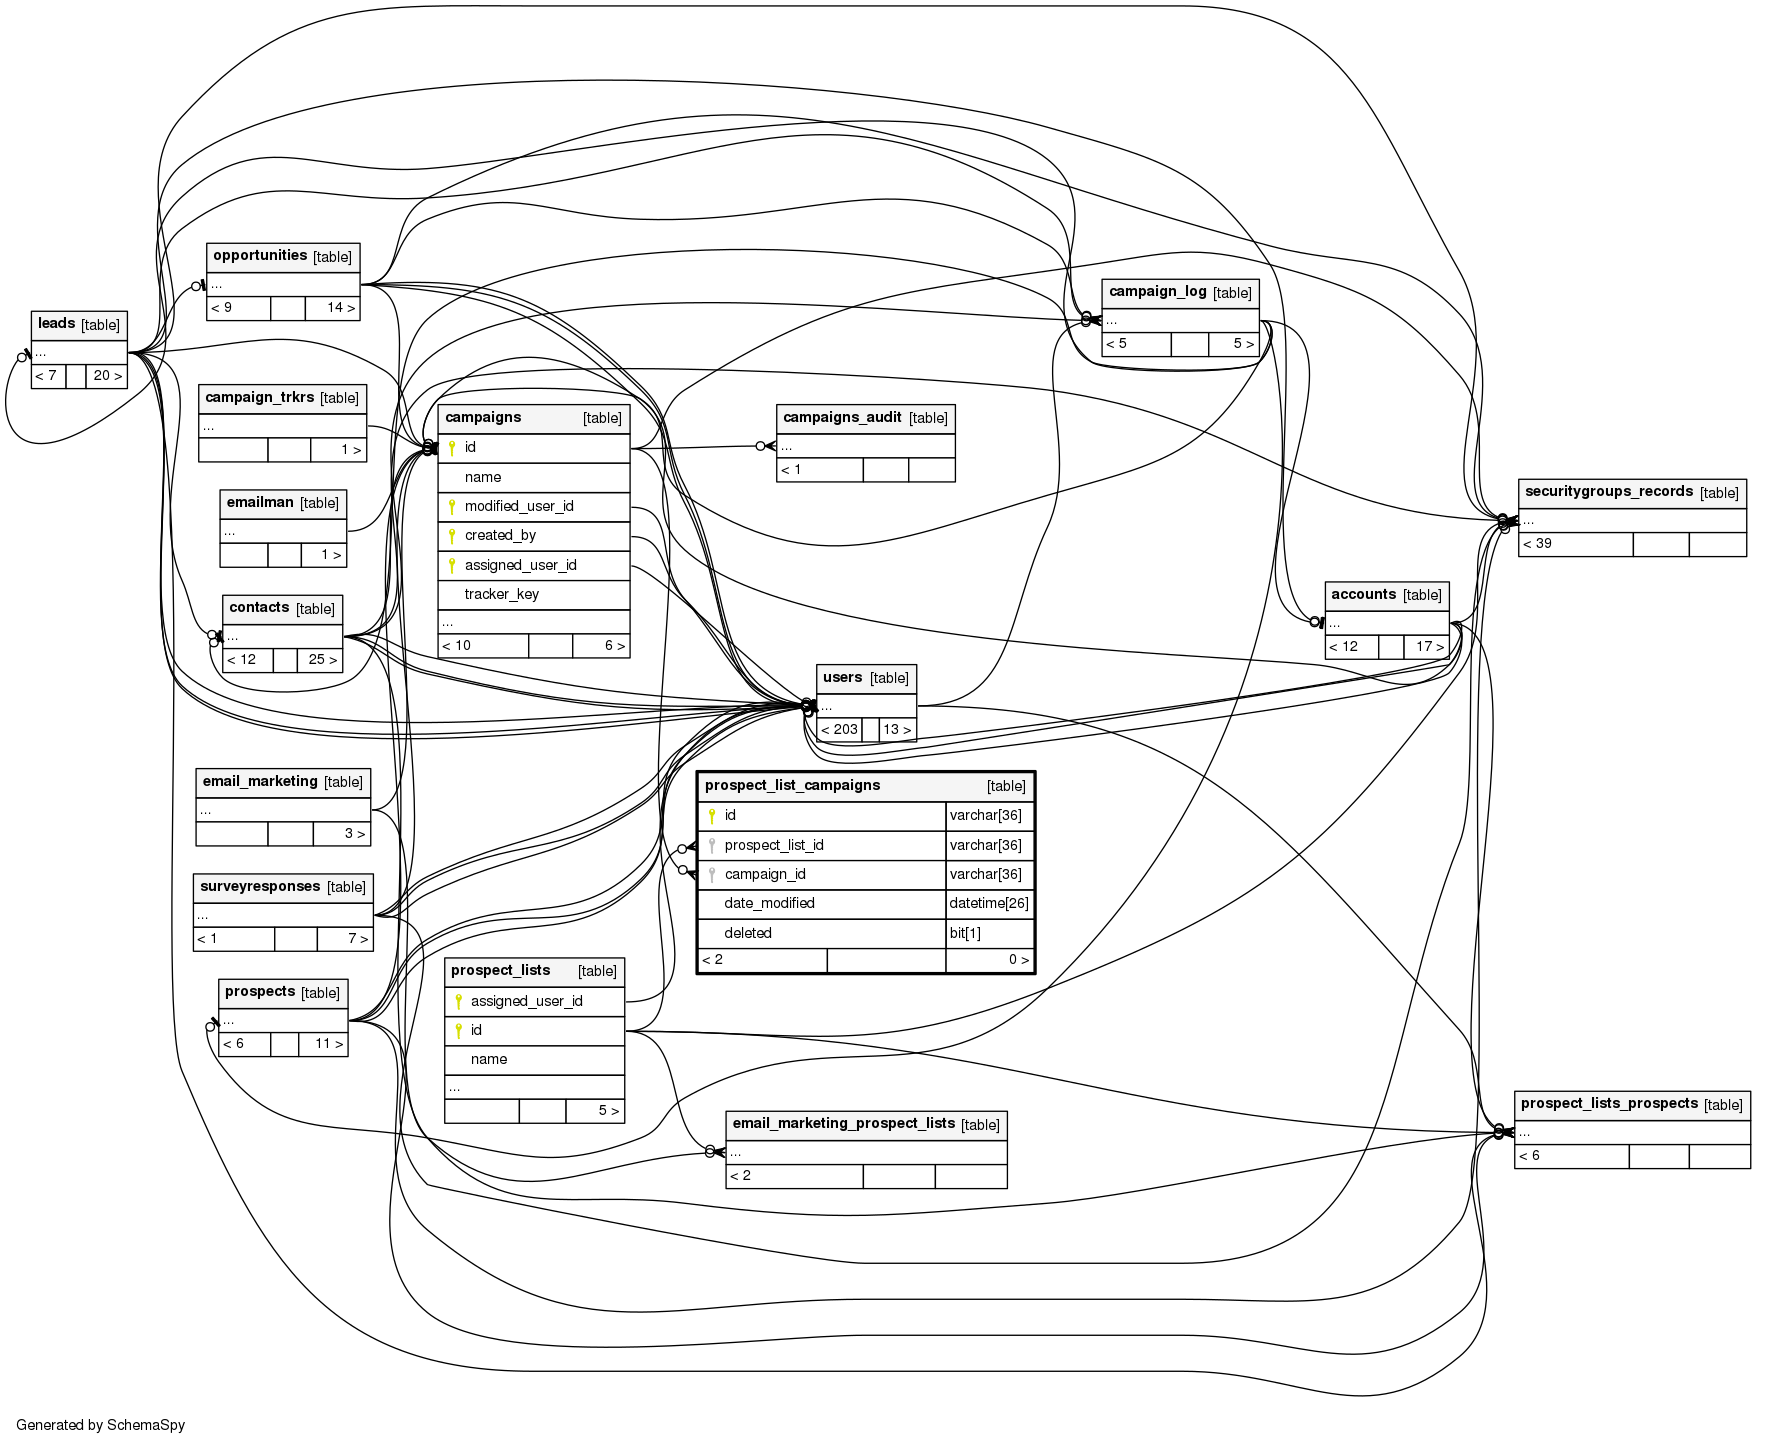 opportunities [table]
...
< 9 14 >
leads [table]
...
< 7 20 >
campaign_trkrs [table]
...
1 >
emailman [table]
...
1 >
contacts [table]
...
< 12 25 >
email_marketing [table]
...
3 >
surveyresponses [table]
...
< 1 7 >
prospects [table]
...
< 6 11 >
campaigns [table]
id
name
modified_user_id
created_by
assigned_user_id
tracker_key
...
< 10 6 >
prospect_lists [table]
assigned_user_id
id
name
...
5 >
campaigns_audit [table]
...
< 1
users [table]
...
< 203 13 >
prospect_list_campaigns [table]
id varchar[36]
prospect_list_id varchar[36]
campaign_id varchar[36]
date_modified datetime[26]
deleted bit[1]
< 2 0 >
email_marketing_prospect_lists [table]
...
< 2
campaign_log [table]
...
< 5 5 >
accounts [table]
...
< 12 17 >
securitygroups_records [table]
...
< 39
prospect_lists_prospects [table]
...
< 6
Generated by SchemaSpy